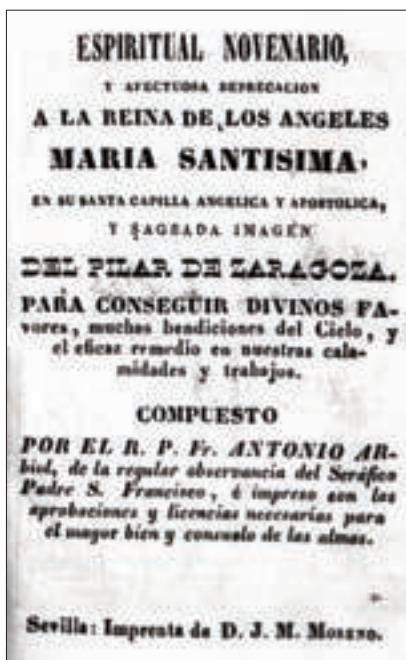 ESPIRITUAL NOVENARIO,
Y AFECTUOSA DEPRECACION
A LA REINA DE LOS ANGELES
MARIA SANTISIMA,
EN SU SANTA CAPILLA ANGELICA Y APOSTOLICA,
Y SAGRADA IMAGEN
DEL PILAR DE ZARAGOZA.
PARA CONSEGUIR DIVINOS FA-
vores, muchas bendiciones del Cielo, y
el eficaz remedio en nuestras cala-
midades y trabajos.
COMPUESTO
POR EL R. P. Fr. ANTONIO AR-
biol, de la regular observancia del Seráfico
Padre S. Francisco, é impreso con las
aprobaciones y licencias necesarias para
el mayor bien y consuelo de las almas.
Sevilla: Imprenta de D. J. M. Moreno.